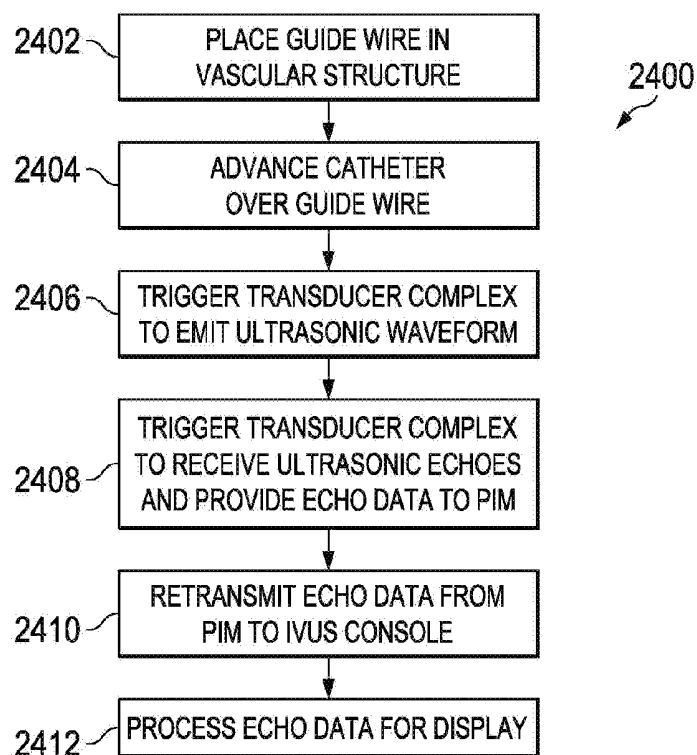 2402
PLACE GUIDE WIRE IN
VASCULAR STRUCTURE
2400
2404
ADVANCE CATHETER
OVER GUIDE WIRE
2406
TRIGGER TRANSDUCER COMPLEX
TO EMIT ULTRASONIC WAVEFORM
2408
TRIGGER TRANSDUCER COMPLEX
TO RECEIVE ULTRASONIC ECHOES
AND PROVIDE ECHO DATA TO PIM
2410
RETRANSMIT ECHO DATA FROM
PIM TO IVUS CONSOLE
2412
PROCESS ECHO DATA FOR DISPLAY